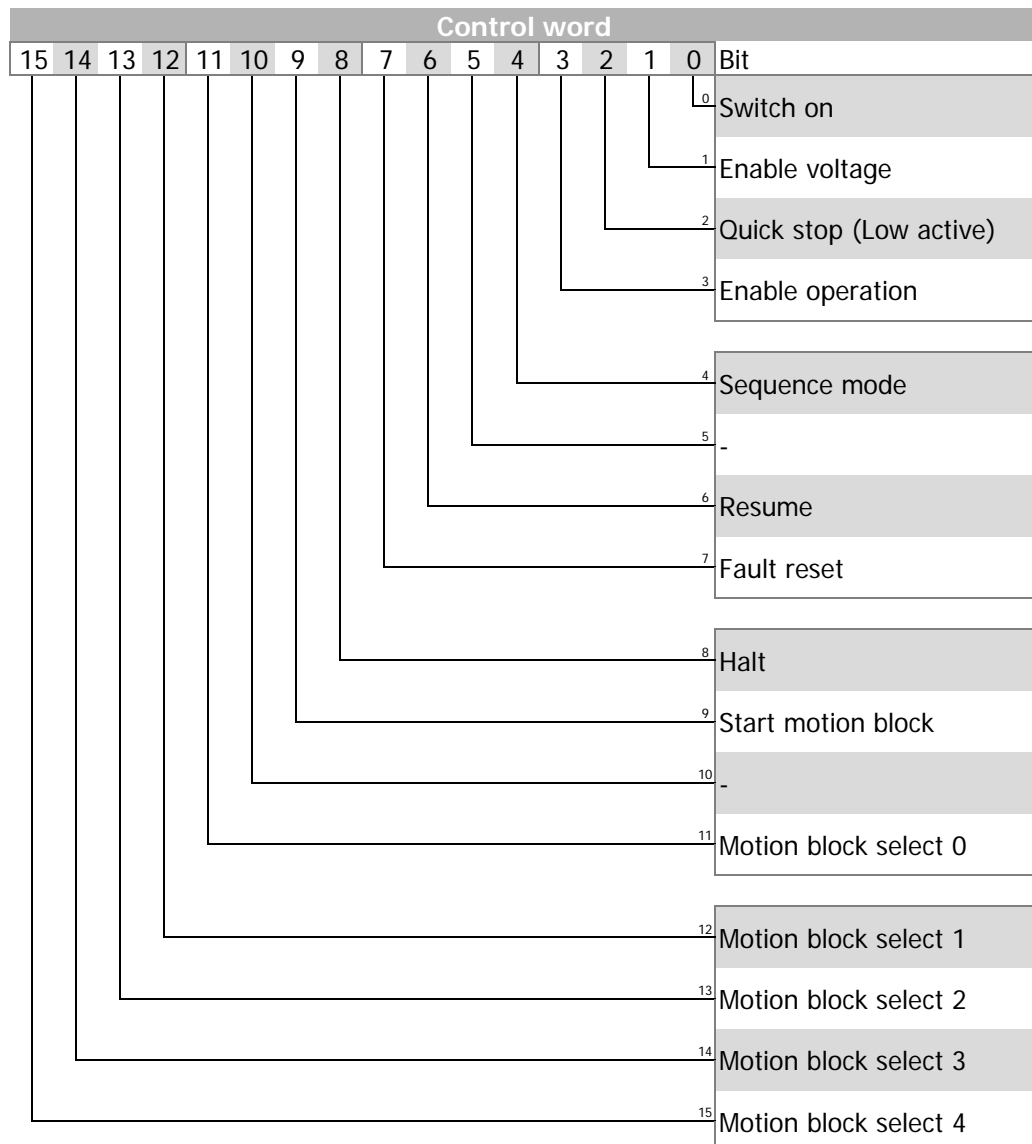 Control word
15 14 13 12 11 10 9 8 7 6 5 4 3 2 1 0 Bit
0 Switch on
1 Enable voltage
2 Quick stop (Low active)
3 Enable operation
4 Sequence mode
5 -
6 Resume
7 Fault reset
8 Halt
9 Start motion block
10 -
11 Motion block select 0
12 Motion block select 1
13 Motion block select 2
14 Motion block select 3
15 Motion block select 4